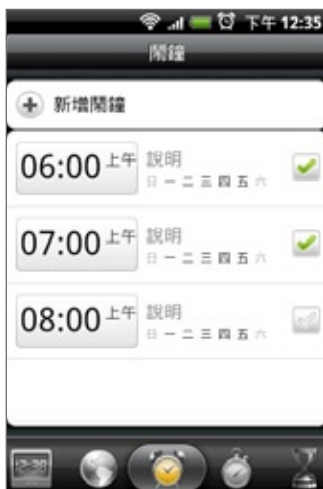 下午 12:35
鬧鐘
新增鬧鐘
06:00 上午 說明
日 一 二 三 四 五 六
07:00 上午 說明
日 一 二 三 四 五 六
08:00 上午 說明
日 一 二 三 四 五 六